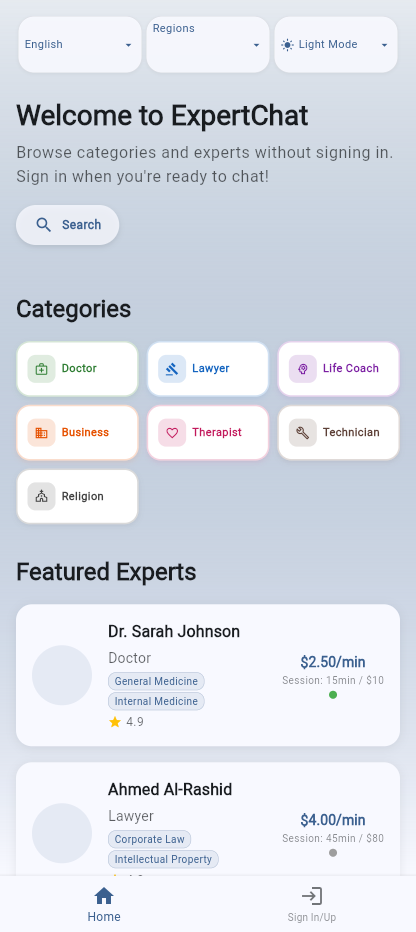 English
Regions
Light Mode
Welcome to ExpertChat
Browse categories and experts without signing in.
Sign in when you're ready to chat!
Search
Categories
Doctor
Lawyer
Life Coach
Business
Therapist
Technician
Religion
Featured Experts
Dr. Sarah Johnson
Doctor
General Medicine
Internal Medicine
4.9
$2.50/min
Session: 15min / $10
Ahmed Al-Rashid
Lawyer
Corporate Law
Intellectual Property
$4.00/min
Session: 45min / $80
Home
Sign In/Up